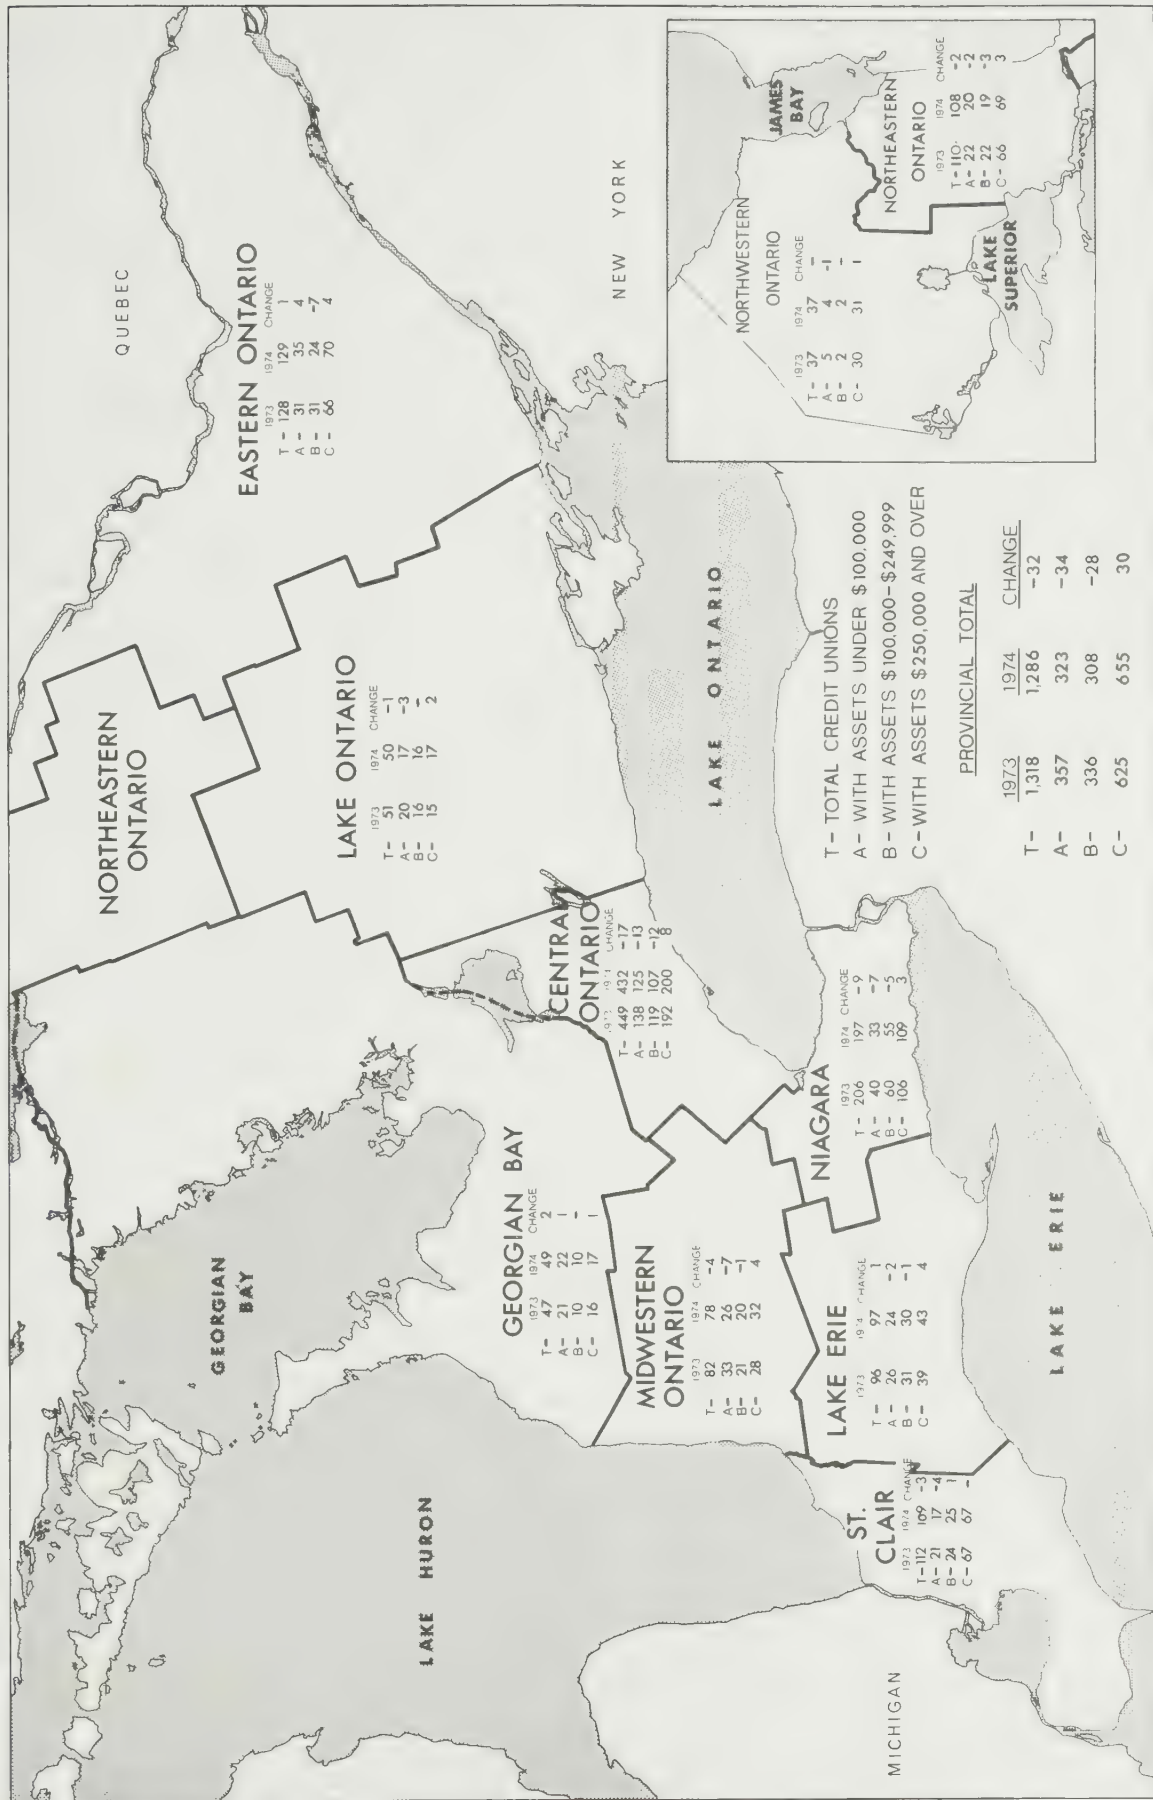 QUEBEC
EASTERN ONTARIO
1973 1974 CHANGE
T - 128 129 1
A - 31 35 4
B - 31 24 -7
C - 66 70 4
NEW YORK
NORTHEASTERN
ONTARIO
LAKE ONTARIO
1973 1974 CHANGE
T - 51 50 -1
A - 20 17 -3
B - 16 16 -
C - 15 17 2
CENTRAL
ONTARIO
1973 1974 CHANGE
T - 449 432 -17
A - 138 125 -13
B - 119 107 -12
C - 192 200 8
LAKE ONTARIO
GEORGIAN
BAY
GEORGIAN BAY
1973 1974 CHANGE
T - 47 49 2
A - 21 22 1
B - 10 10 -
C - 16 17 1
MIDWESTERN
ONTARIO
1973 1974 CHANGE
T - 82 78 -4
A - 33 26 -7
B - 21 20 -1
C - 28 32 4
NIAGARA
1973 1974 CHANGE
T - 206 197 -9
A - 40 33 -7
B - 60 55 -5
C - 106 109 3
LAKE ERIE
1973 1974 CHANGE
T - 96 97 1
A - 26 24 -2
B - 31 30 -1
C - 39 43 4
LAKE HURON
ST.
CLAIR
1973 1974 CHANGE
T - 112 109 -3
A - 21 17 -4
B - 24 25 1
C - 67 67 -
LAKE ERIE
MICHIGAN
JAMES
BAY
NORTHWESTERN
ONTARIO
1973 1974 CHANGE
T - 37 37 -
A - 5 4 -1
B - 2 2 -
C - 30 31 1
NORTHEASTERN
ONTARIO
1973 1974 CHANGE
T - 110 108 -2
A - 22 20 -2
B - 22 19 -3
C - 66 69 3
LAKE
SUPERIOR
T - TOTAL CREDIT UNIONS
A - WITH ASSETS UNDER $100,000
B - WITH ASSETS $100,000-$249,999
C - WITH ASSETS $250,000 AND OVER
PROVINCIAL TOTAL
1973 1974 CHANGE
T - 1,318 1,286 -32
A - 357 323 -34
B - 336 308 -28
C - 625 655 30